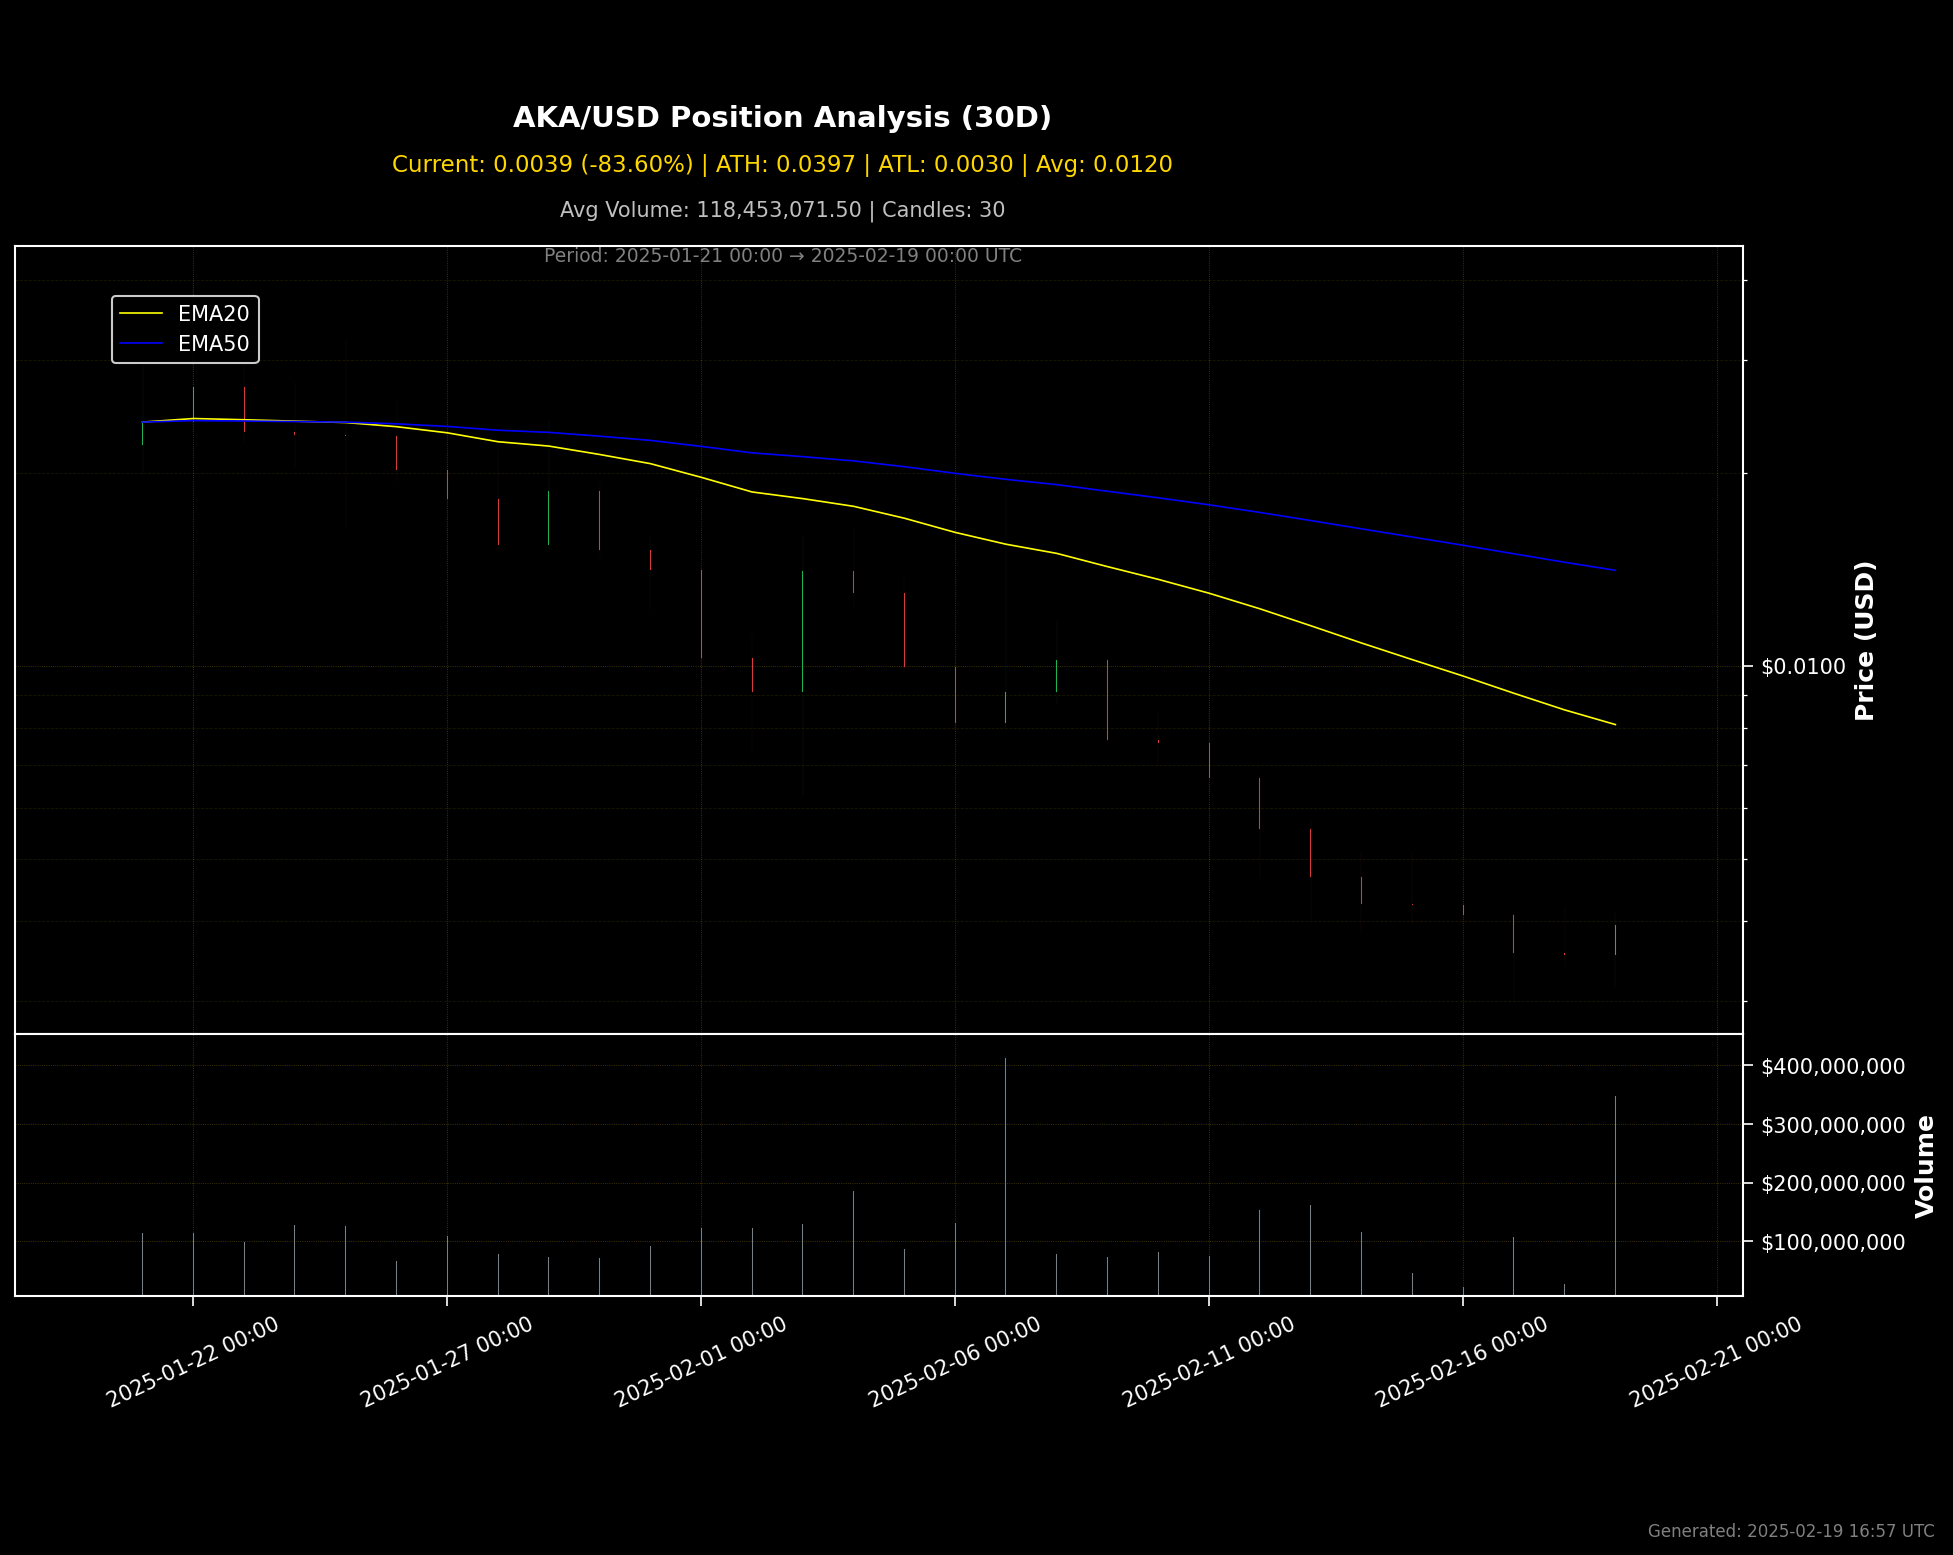 AKA/USD Position Analysis (30D)
Current: 0.0039 (-83.60%) | ATH: 0.0397 | ATL: 0.0030 | Avg: 0.0120
Avg Volume: 118,453,071.50 | Candles: 30
Period: 2025-01-21 00:00 → 2025-02-19 00:00 UTC
EMA20
EMA50
$0.0100
Price (USD)
$400,000,000
$300,000,000
$200,000,000
$100,000,000
Volume
2025-01-22 00:00
2025-01-27 00:00
2025-02-01 00:00
2025-02-06 00:00
2025-02-11 00:00
2025-02-16 00:00
2025-02-21 00:00
Generated: 2025-02-19 16:57 UTC